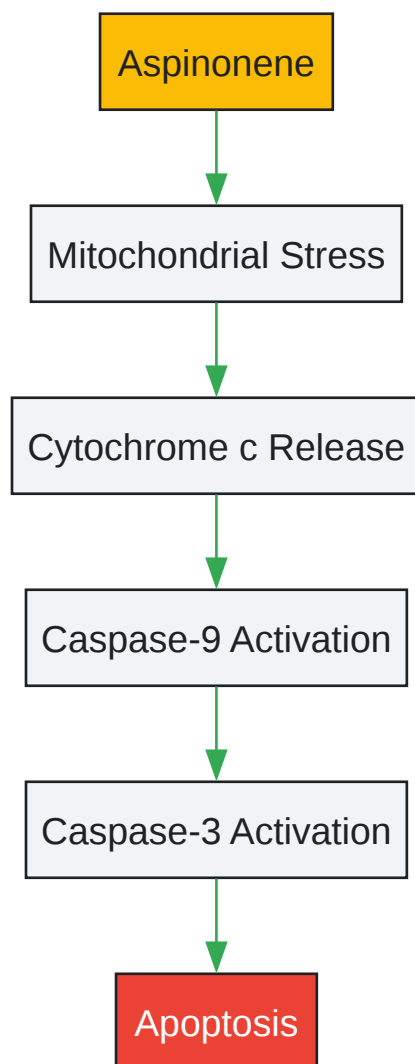 Aspinonene
Mitochondrial Stress
Cytochrome c Release
Caspase-9 Activation
Caspase-3 Activation
Apoptosis